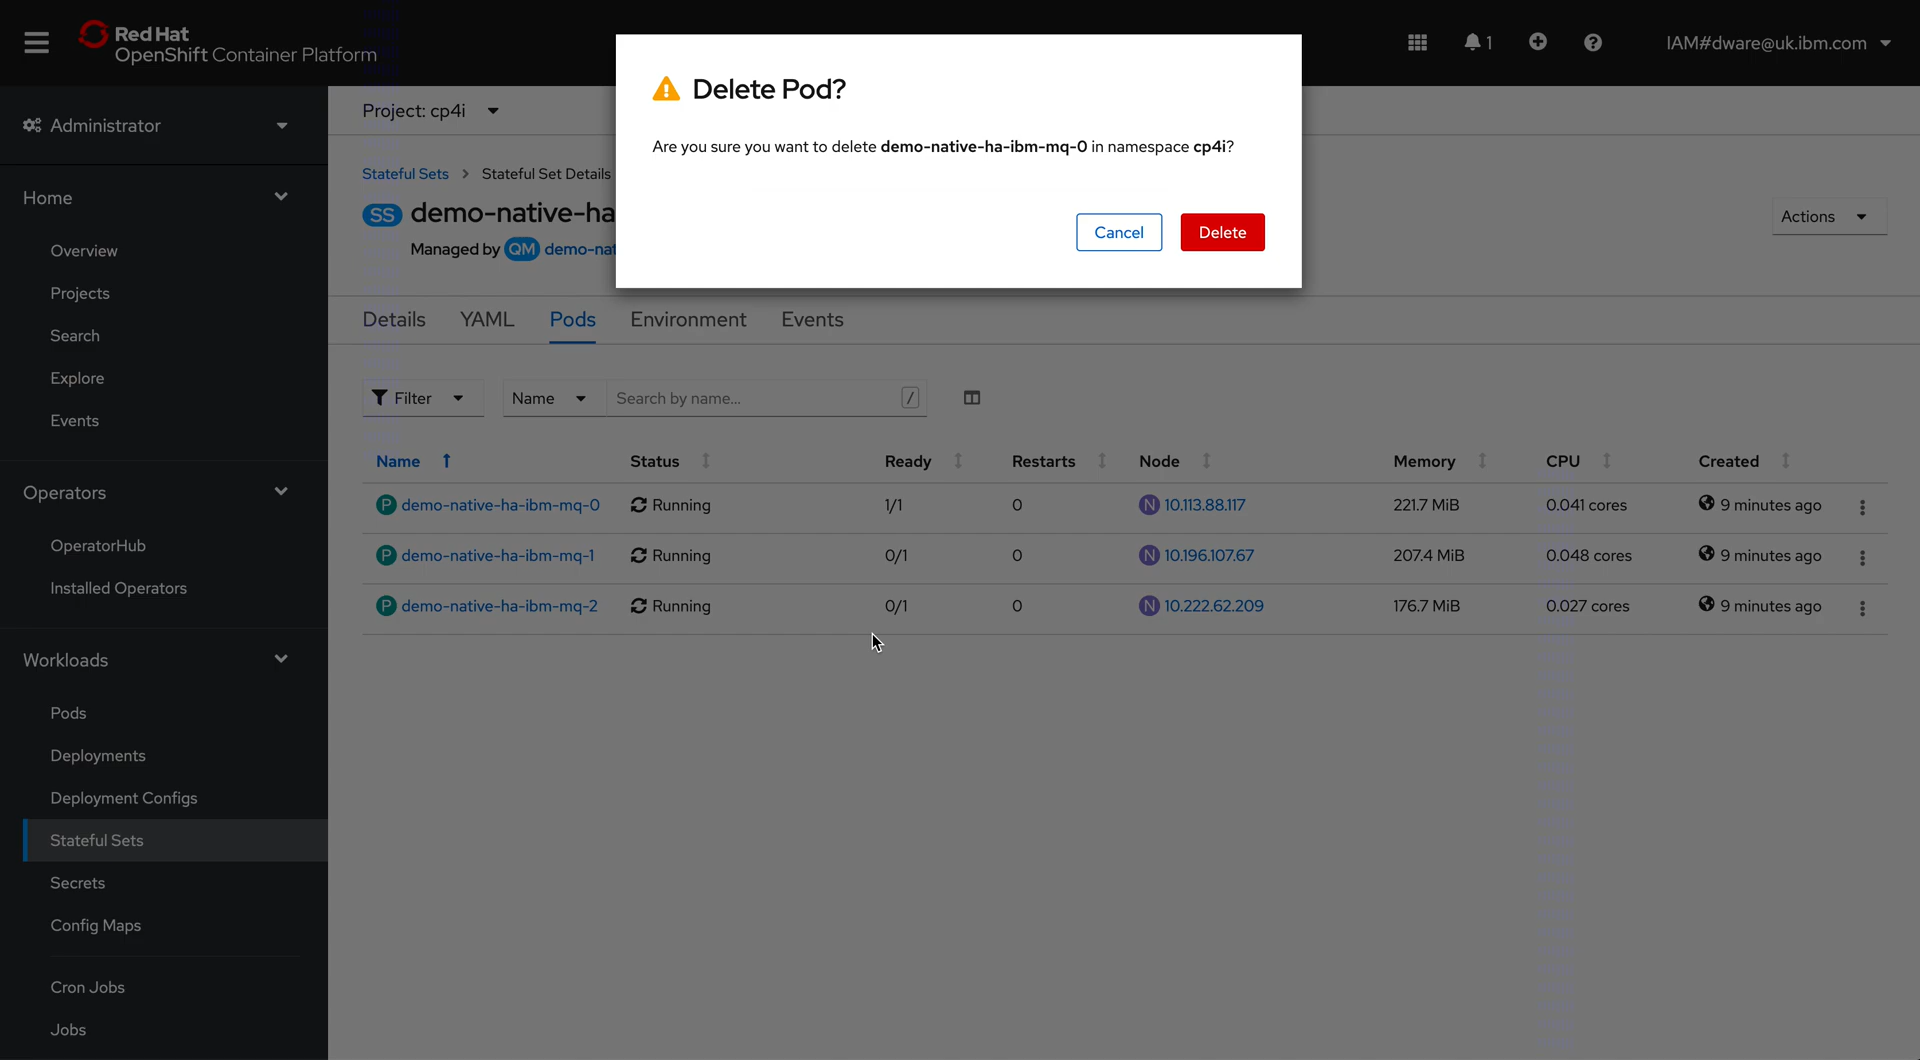 Red Hat
OpenShift Container Platform
1
IAM#dware@uk.ibm.com
Administrator
Home
Overview
Projects
Search
Explore
Events
Operators
OperatorHub
Installed Operators
Workloads
Pods
Deployments
Deployment Configs
Stateful Sets
Secrets
Config Maps
Cron Jobs
Jobs
Project: cp4i
Stateful Sets > Stateful Set Details
SS demo-native-ha
Managed by QM demo-nat
Actions
Delete Pod?
Are you sure you want to delete demo-native-ha-ibm-mq-0 in namespace cp4i?
Cancel Delete
Details YAML Pods Environment Events
Filter Name Search by name... /
Name Status Ready Restarts Node Memory CPU Created
P demo-native-ha-ibm-mq-0 Running 1/1 0 N 10.113.88.117 221.7 MiB 0.041 cores 9 minutes ago
P demo-native-ha-ibm-mq-1 Running 0/1 0 N 10.196.107.67 207.4 MiB 0.048 cores 9 minutes ago
P demo-native-ha-ibm-mq-2 Running 0/1 0 N 10.222.62.209 176.7 MiB 0.027 cores 9 minutes ago